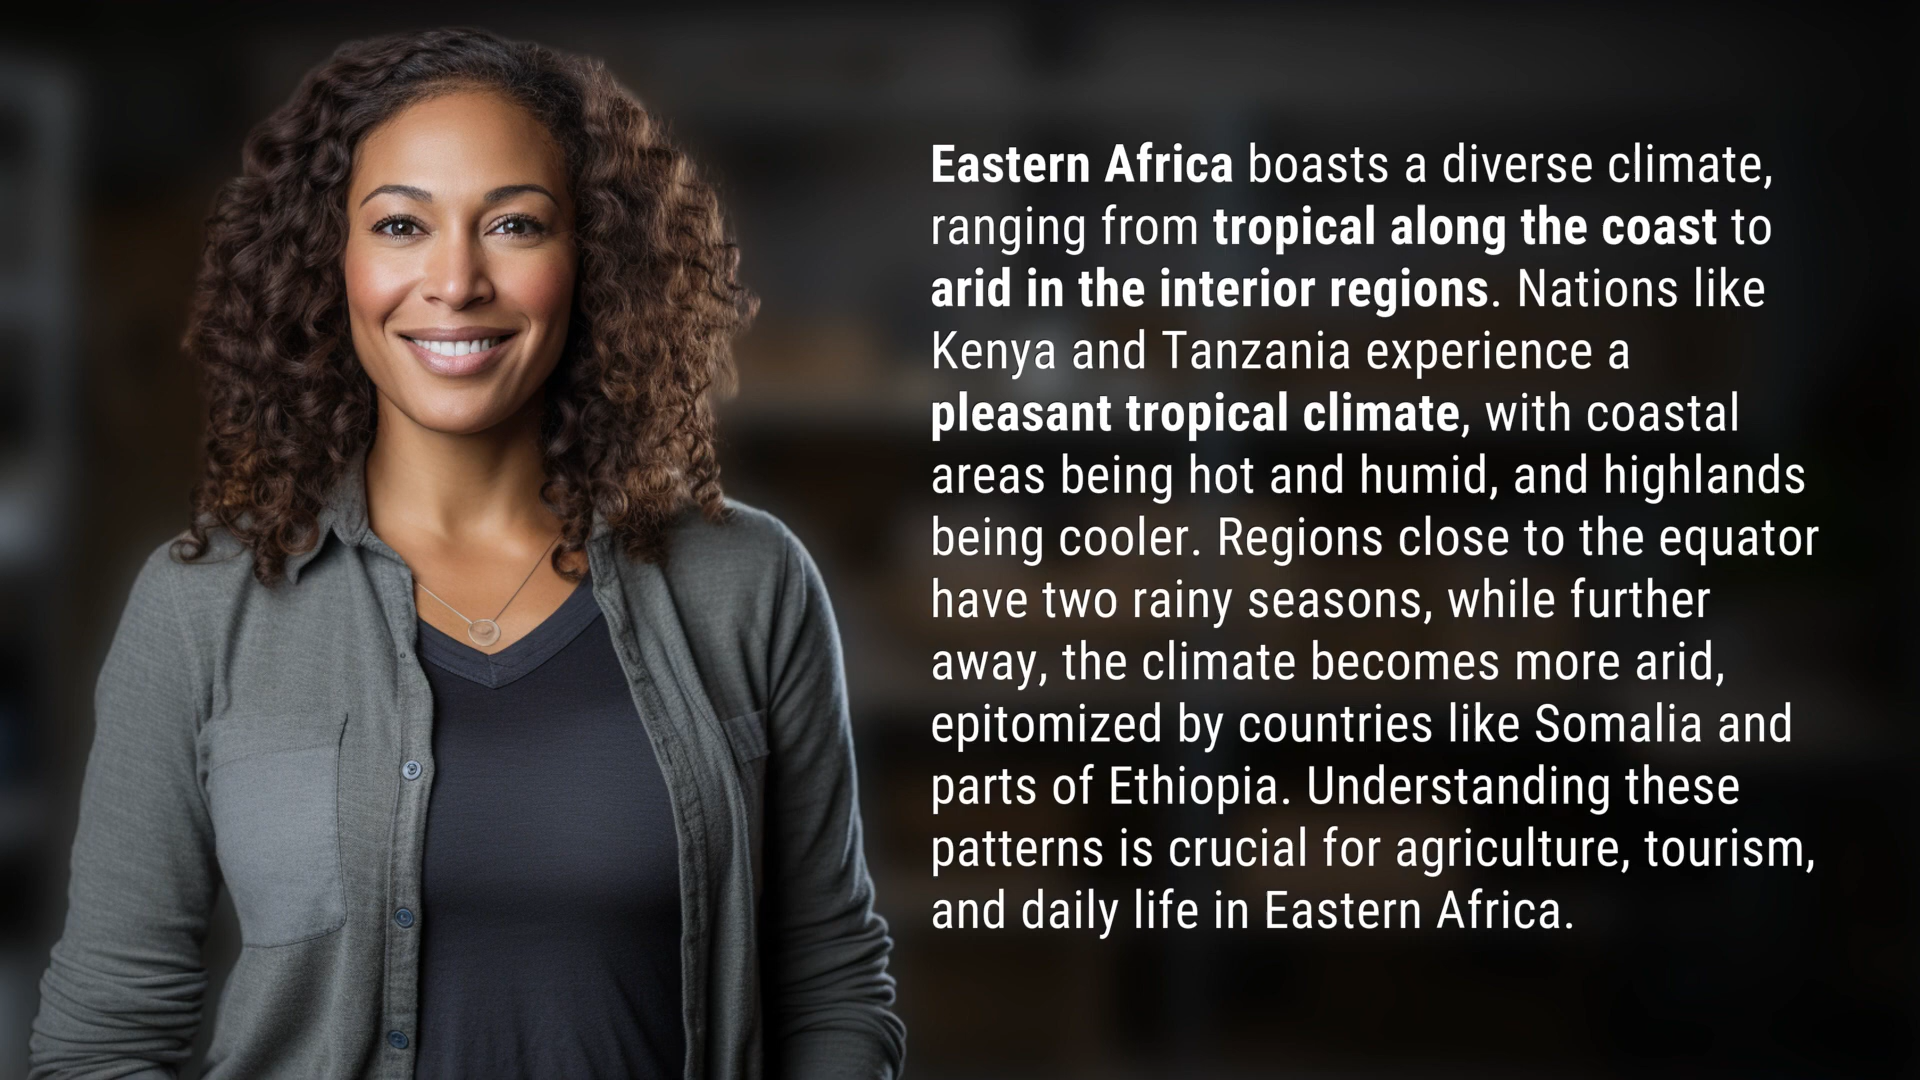 Eastern Africa boasts a diverse climate,
ranging from tropical along the coast to
arid in the interior regions. Nations like
Kenya and Tanzania experience a
pleasant tropical climate, with coastal
areas being hot and humid, and highlands
being cooler. Regions close to the equator
have two rainy seasons, while further
away, the climate becomes more arid,
epitomized by countries like Somalia and
parts of Ethiopia. Understanding these
patterns is crucial for agriculture, tourism,
and daily life in Eastern Africa.